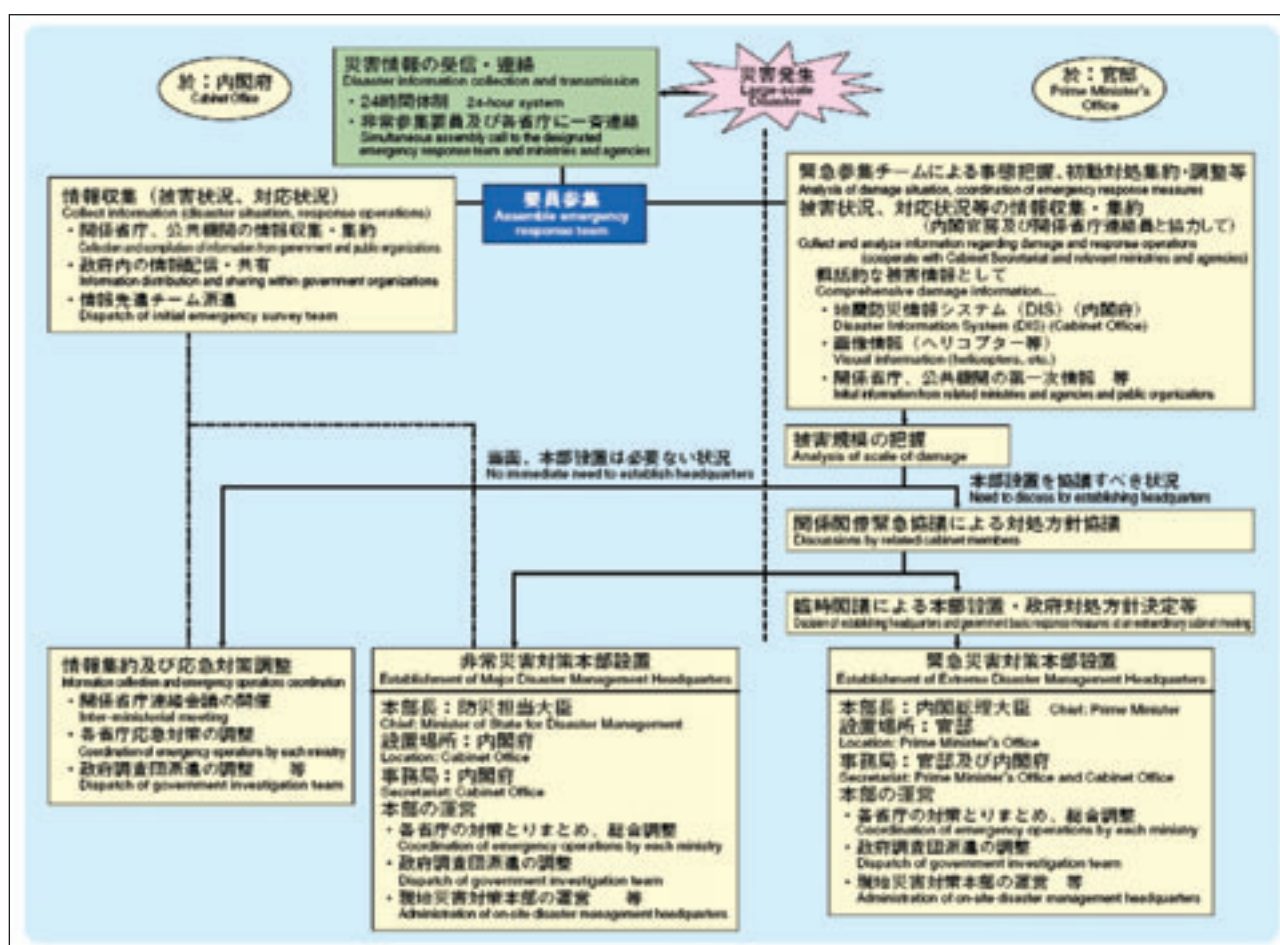 於：内閣府
Cabinet Office
災害情報の受信・連絡
Disaster information collection and transmission
・24時間体制 24-hour system
・非常参集要員及び各省庁に一斉連絡
Simultaneous assembly call to the designated
emergency response team and ministries and agencies
災害発生
Large-scale
Disaster
於：官邸
Prime Minister's
Office
情報収集（被害状況、対応状況）
Collect information (disaster situation, response operations)
・関係省庁、公共機関の情報収集・集約
Collection and compilation of information from government and public organizations
・政府内の情報配信・共有
Information distribution and sharing within government organizations
・情報先遣チーム派遣
Dispatch of initial emergency survey team
要員参集
Assemble emergency
response team
緊急参集チームによる事態把握、初動対処集約・調整等
Analysis of damage situation, coordination of emergency response measures
被害状況、対応状況等の情報収集・集約
（内閣官房及び関係省庁連絡員と協力して）
Collect and analyze information regarding damage and response operations
(cooperate with Cabinet Secretariat and relevant ministries and agencies)
概括的な被害情報として
Comprehensive damage information....
・地震防災情報システム（DIS）（内閣府）
Disaster Information System (DIS) (Cabinet Office)
・画像情報（ヘリコプター等）
Visual information (helicopters, etc.)
・関係省庁、公共機関の第一次情報 等
Initial information from related ministries and agencies and public organizations
被害規模の把握
Analysis of scale of damage
当面、本部設置は必要ない状況
No immediate need to establish headquarters
本部設置を協議すべき状況
Need to discuss for establishing headquarters
関係閣僚緊急協議による対処方針協議
Discussions by related cabinet members
臨時閣議による本部設置・政府対処方針決定等
Decision of establishing headquarters and government basic response measures at an extraordinary cabinet meeting
情報集約及び応急対策調整
Information collection and emergency operations coordination
・関係省庁連絡会議の開催
Inter-ministerial meeting
・各省庁応急対策の調整
Coordination of emergency operations by each ministry
・政府調査団派遣の調整 等
Dispatch of government investigation team
非常災害対策本部設置
Establishment of Major Disaster Management Headquarters
本部長：防災担当大臣
Chief: Minister of State for Disaster Management
設置場所：内閣府
Location: Cabinet Office
事務局：内閣府
Secretariat: Cabinet Office
本部の運営
・各省庁の対策とりまとめ、総合調整
Coordination of emergency operations by each ministry
・政府調査団派遣の調整
Dispatch of government investigation team
・現地災害対策本部の運営 等
Administration of on-site disaster management headquarters
緊急災害対策本部設置
Establishment of Extreme Disaster Management Headquarters
本部長：内閣総理大臣 Chief: Prime Minister
設置場所：官邸
Location: Prime Minister's Office
事務局：官邸及び内閣府
Secretariat: Prime Minister's Office and Cabinet Office
本部の運営
・各省庁の対策とりまとめ、総合調整
Coordination of emergency operations by each ministry
・政府調査団派遣の調整
Dispatch of government investigation team
・現地災害対策本部の運営 等
Administration of on-site disaster management headquarters